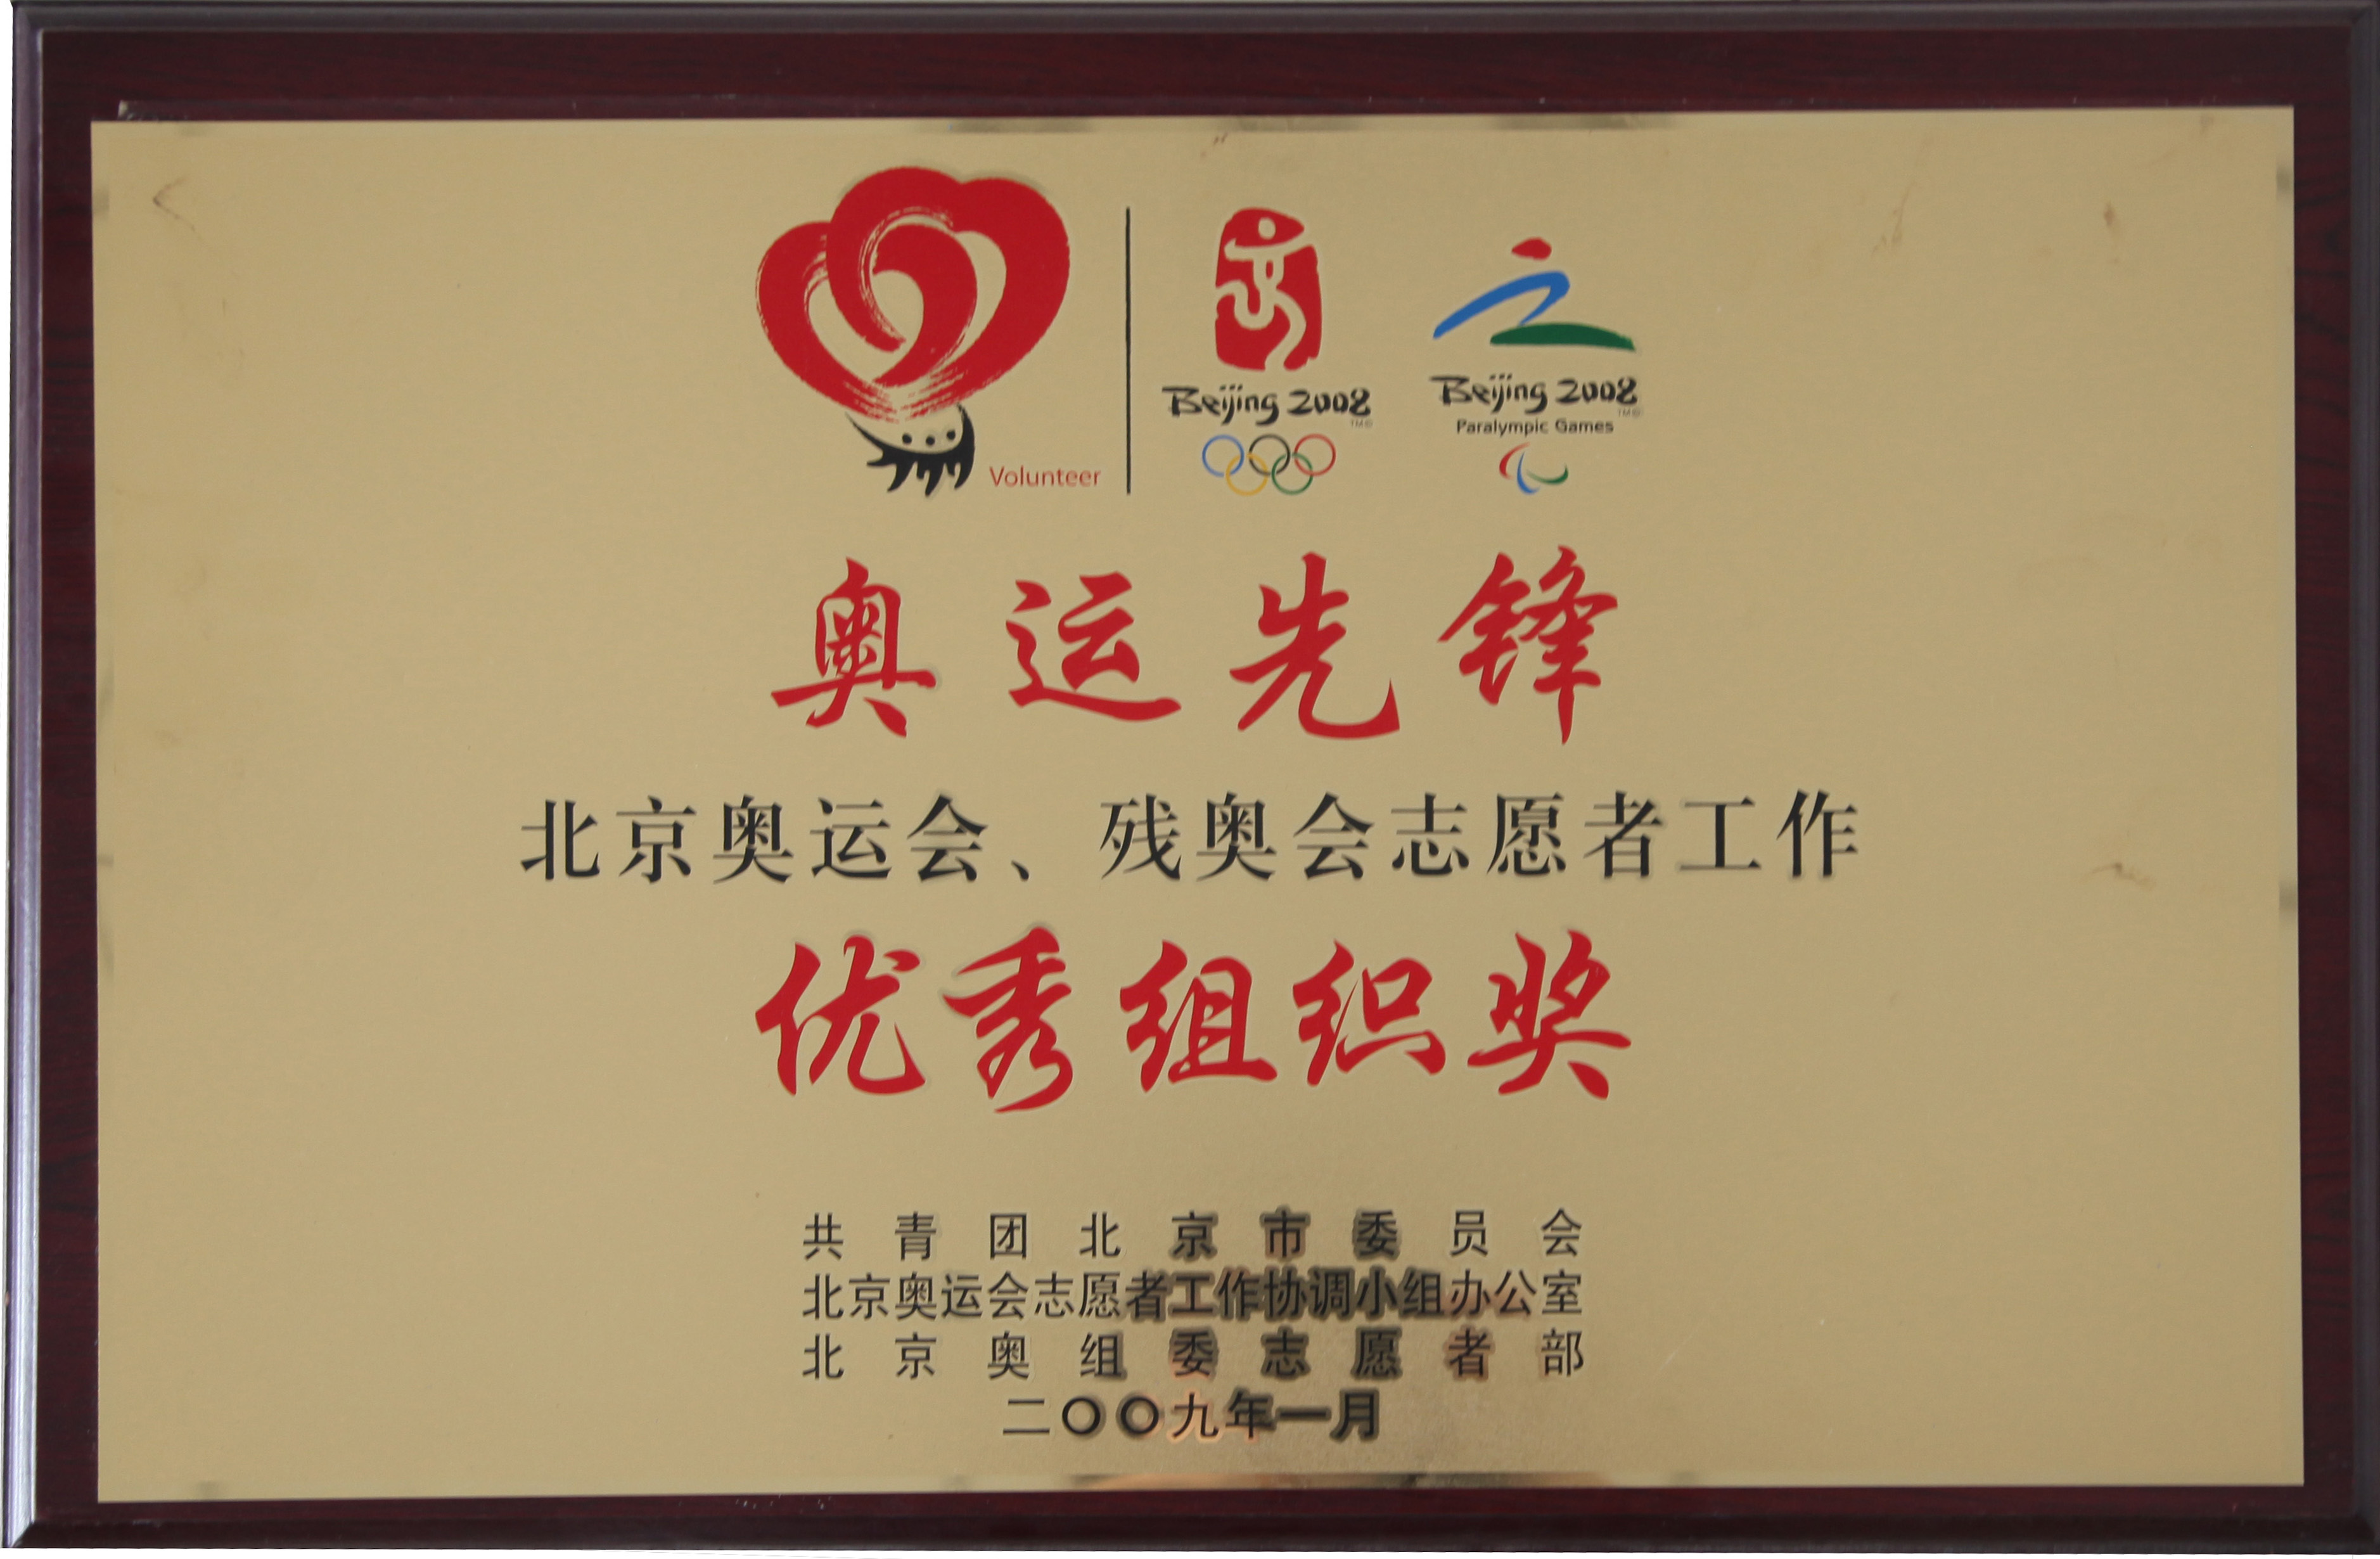 Volunteer
Beijing 2008
TM©
Beijing 2008
TM©
Paralympic Games
奥运先锋
北京奥运会、残奥会志愿者工作
优秀组织奖
共青团北京市委员会
北京奥运会志愿者工作协调小组办公室
北京奥组委志愿者部
二〇〇九年一月